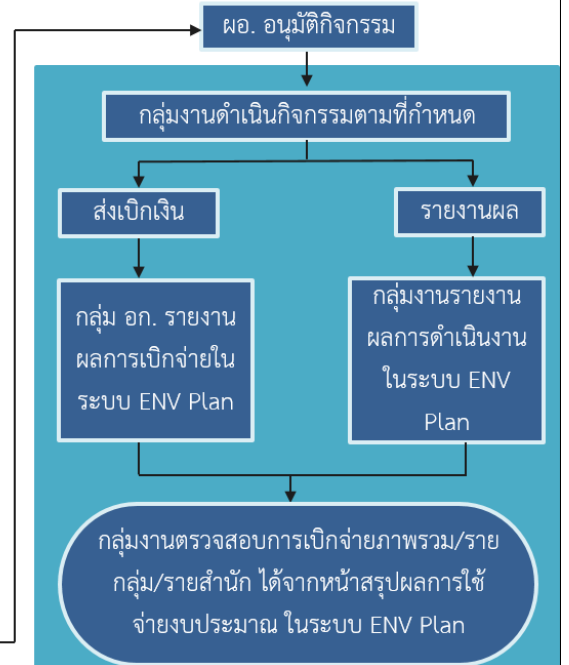 ผอ. อนุมัติกิจกรรม
กลุ่มงานดำเนินกิจกรรมตามที่กำหนด
ส่งเบิกเงิน
รายงานผล
กลุ่ม อก. รายงาน
ผลการเบิกจ่ายใน
ระบบ ENV Plan
กลุ่มงานรายงาน
ผลการดำเนินงาน
ในระบบ ENV
Plan
กลุ่มงานตรวจสอบการเบิกจ่ายภาพรวม/ราย
กลุ่ม/รายสำนัก ได้จากหน้าสรุปผลการใช้
จ่ายงบประมาณ ในระบบ ENV Plan